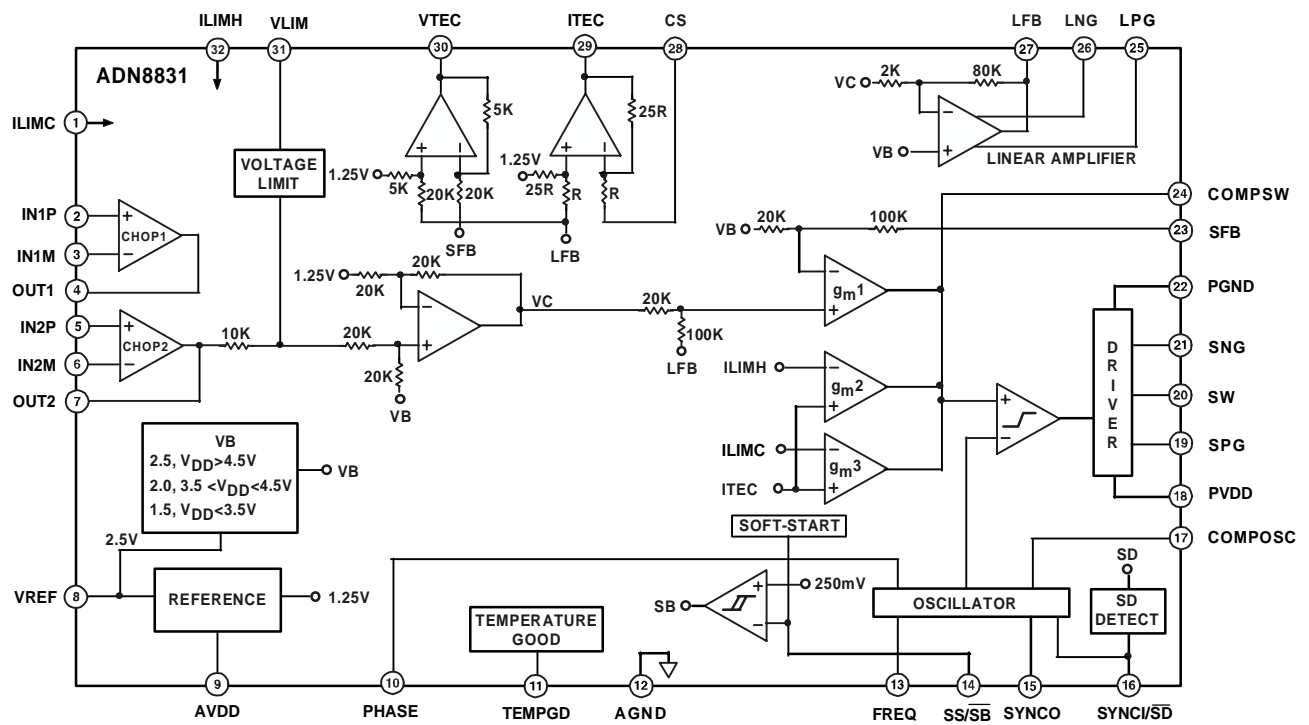 ILIMH VLIM VTEC ITEC CS LFB LNG LPG
32 31 30 29 28 27 26 25
ADN8831
ILIMC 1
IN1P 2
IN1M 3
OUT1 4
IN2P 5
IN2M 6
OUT2 7
VREF 8
+
CHOP1
−
+
CHOP2
−
10K
VOLTAGE
LIMIT
5K
+ −
1.25V
5K
20K
20K
SFB
25R
+ −
1.25V
25R
R
R
LFB
VC
2K
80K
−
+
VB
LINEAR AMPLIFIER
1.25V
20K
20K
−
+
20K
20K
VB
VC
20K
100K
LFB
VB
20K
100K
−
gm1
+
ILIMH
−
gm2
+
ILIMC
−
gm3
+
ITEC
+
−
DRIVER
24 COMPSW
23 SFB
22 PGND
21 SNG
20 SW
19 SPG
18 PVDD
17 COMPOSC
VB
2.5, VDD>4.5V
2.0, 3.5 <VDD<4.5V
1.5, VDD<3.5V
VB
2.5V
REFERENCE
1.25V
TEMPERATURE
GOOD
SOFT-START
SB
+
−
250mV
OSCILLATOR
SD
SD
DETECT
9 10 11 12 13 14 15 16
AVDD PHASE TEMPGD AGND FREQ SS/SB SYNCO SYNCI/SD